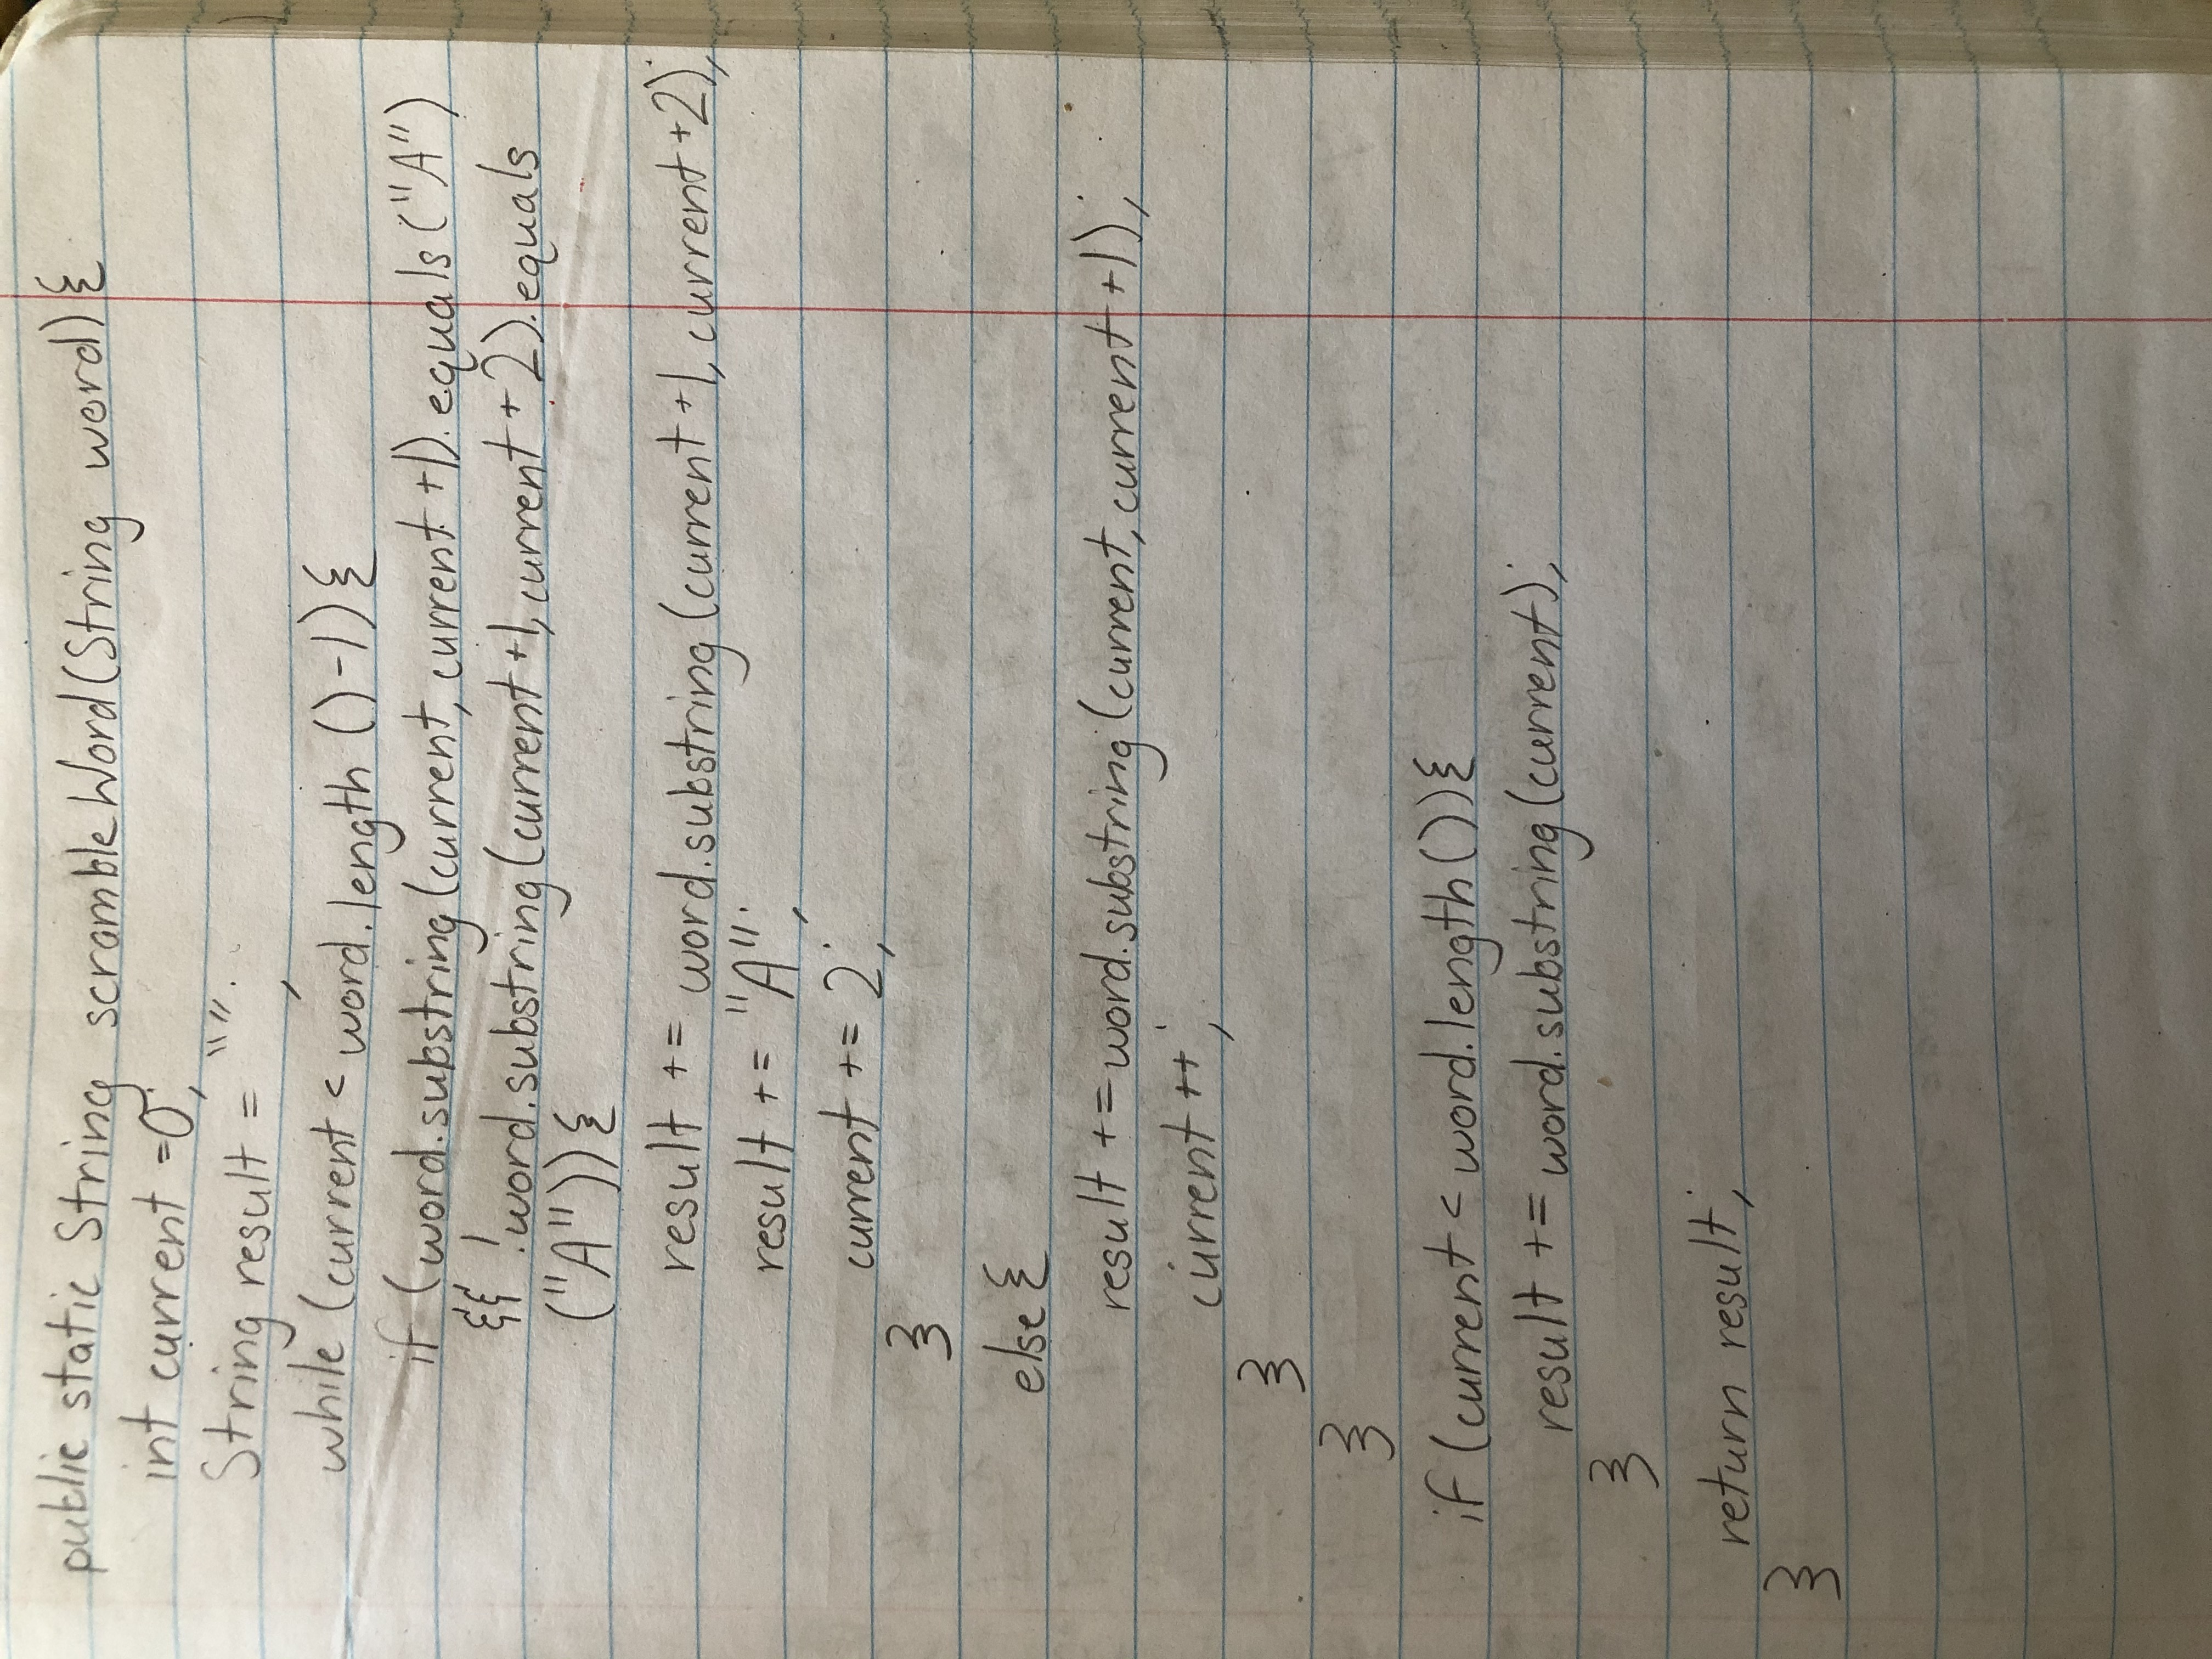 public static String scrambleWord(String word){
int current =0;
String result = "";
while (current < word.length()-1){
if (word.substring(current, current +1).equals("A")
&& !word.substring(current+1, current + 2).equals
("A")){
result += word.substring(current+1, current+2);
result += "A";
current += 2;
}
else{
result +=word.substring(current, current+1);
current++;
}
}
if (current < word.length()){
result += word.substring(current);
}
return result;
}